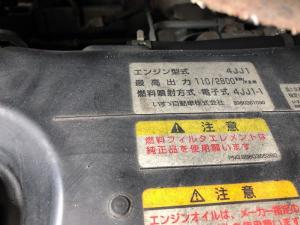 エンジン型式 4JJ1
最高出力 110/2800
燃料噴射方式 電子式 4JJ1-1
いすゞ自動車株式会社
注意
燃料フィルタエレメントは
純正品を使用願います
注意
エンジンオイルは、メーカー指定